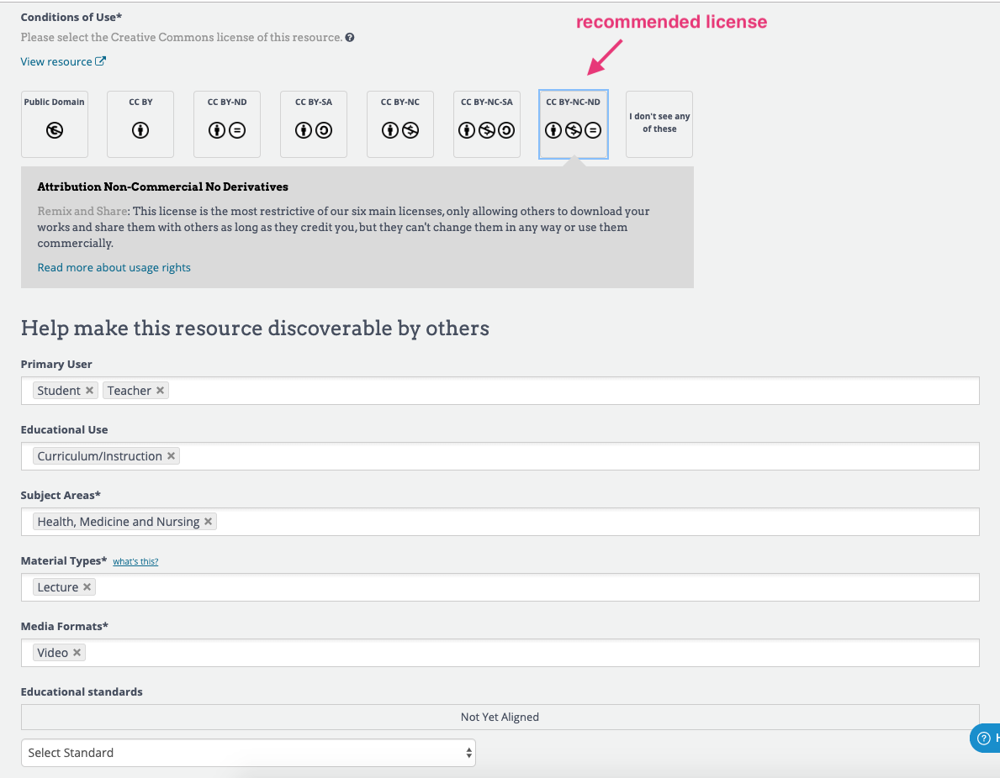 Conditions of Use*
recommended license
Please select the Creative Commons license of this resource.
View resource
Public Domain
CC BY
CC BY-ND
CC BY-SA
CC BY-NC
CC BY-NC-SA
CC BY-NC-ND
I don't see any
of these
Attribution Non-Commercial No Derivatives
Remix and Share: This license is the most restrictive of our six main licenses, only allowing others to download your
works and share them with others as long as they credit you, but they can't change them in any way or use them
commercially.
Read more about usage rights
Help make this resource discoverable by others
Primary User
Student × Teacher ×
Educational Use
Curriculum/Instruction ×
Subject Areas*
Health, Medicine and Nursing ×
Material Types* what's this?
Lecture ×
Media Formats*
Video ×
Educational standards
Not Yet Aligned
Select Standard